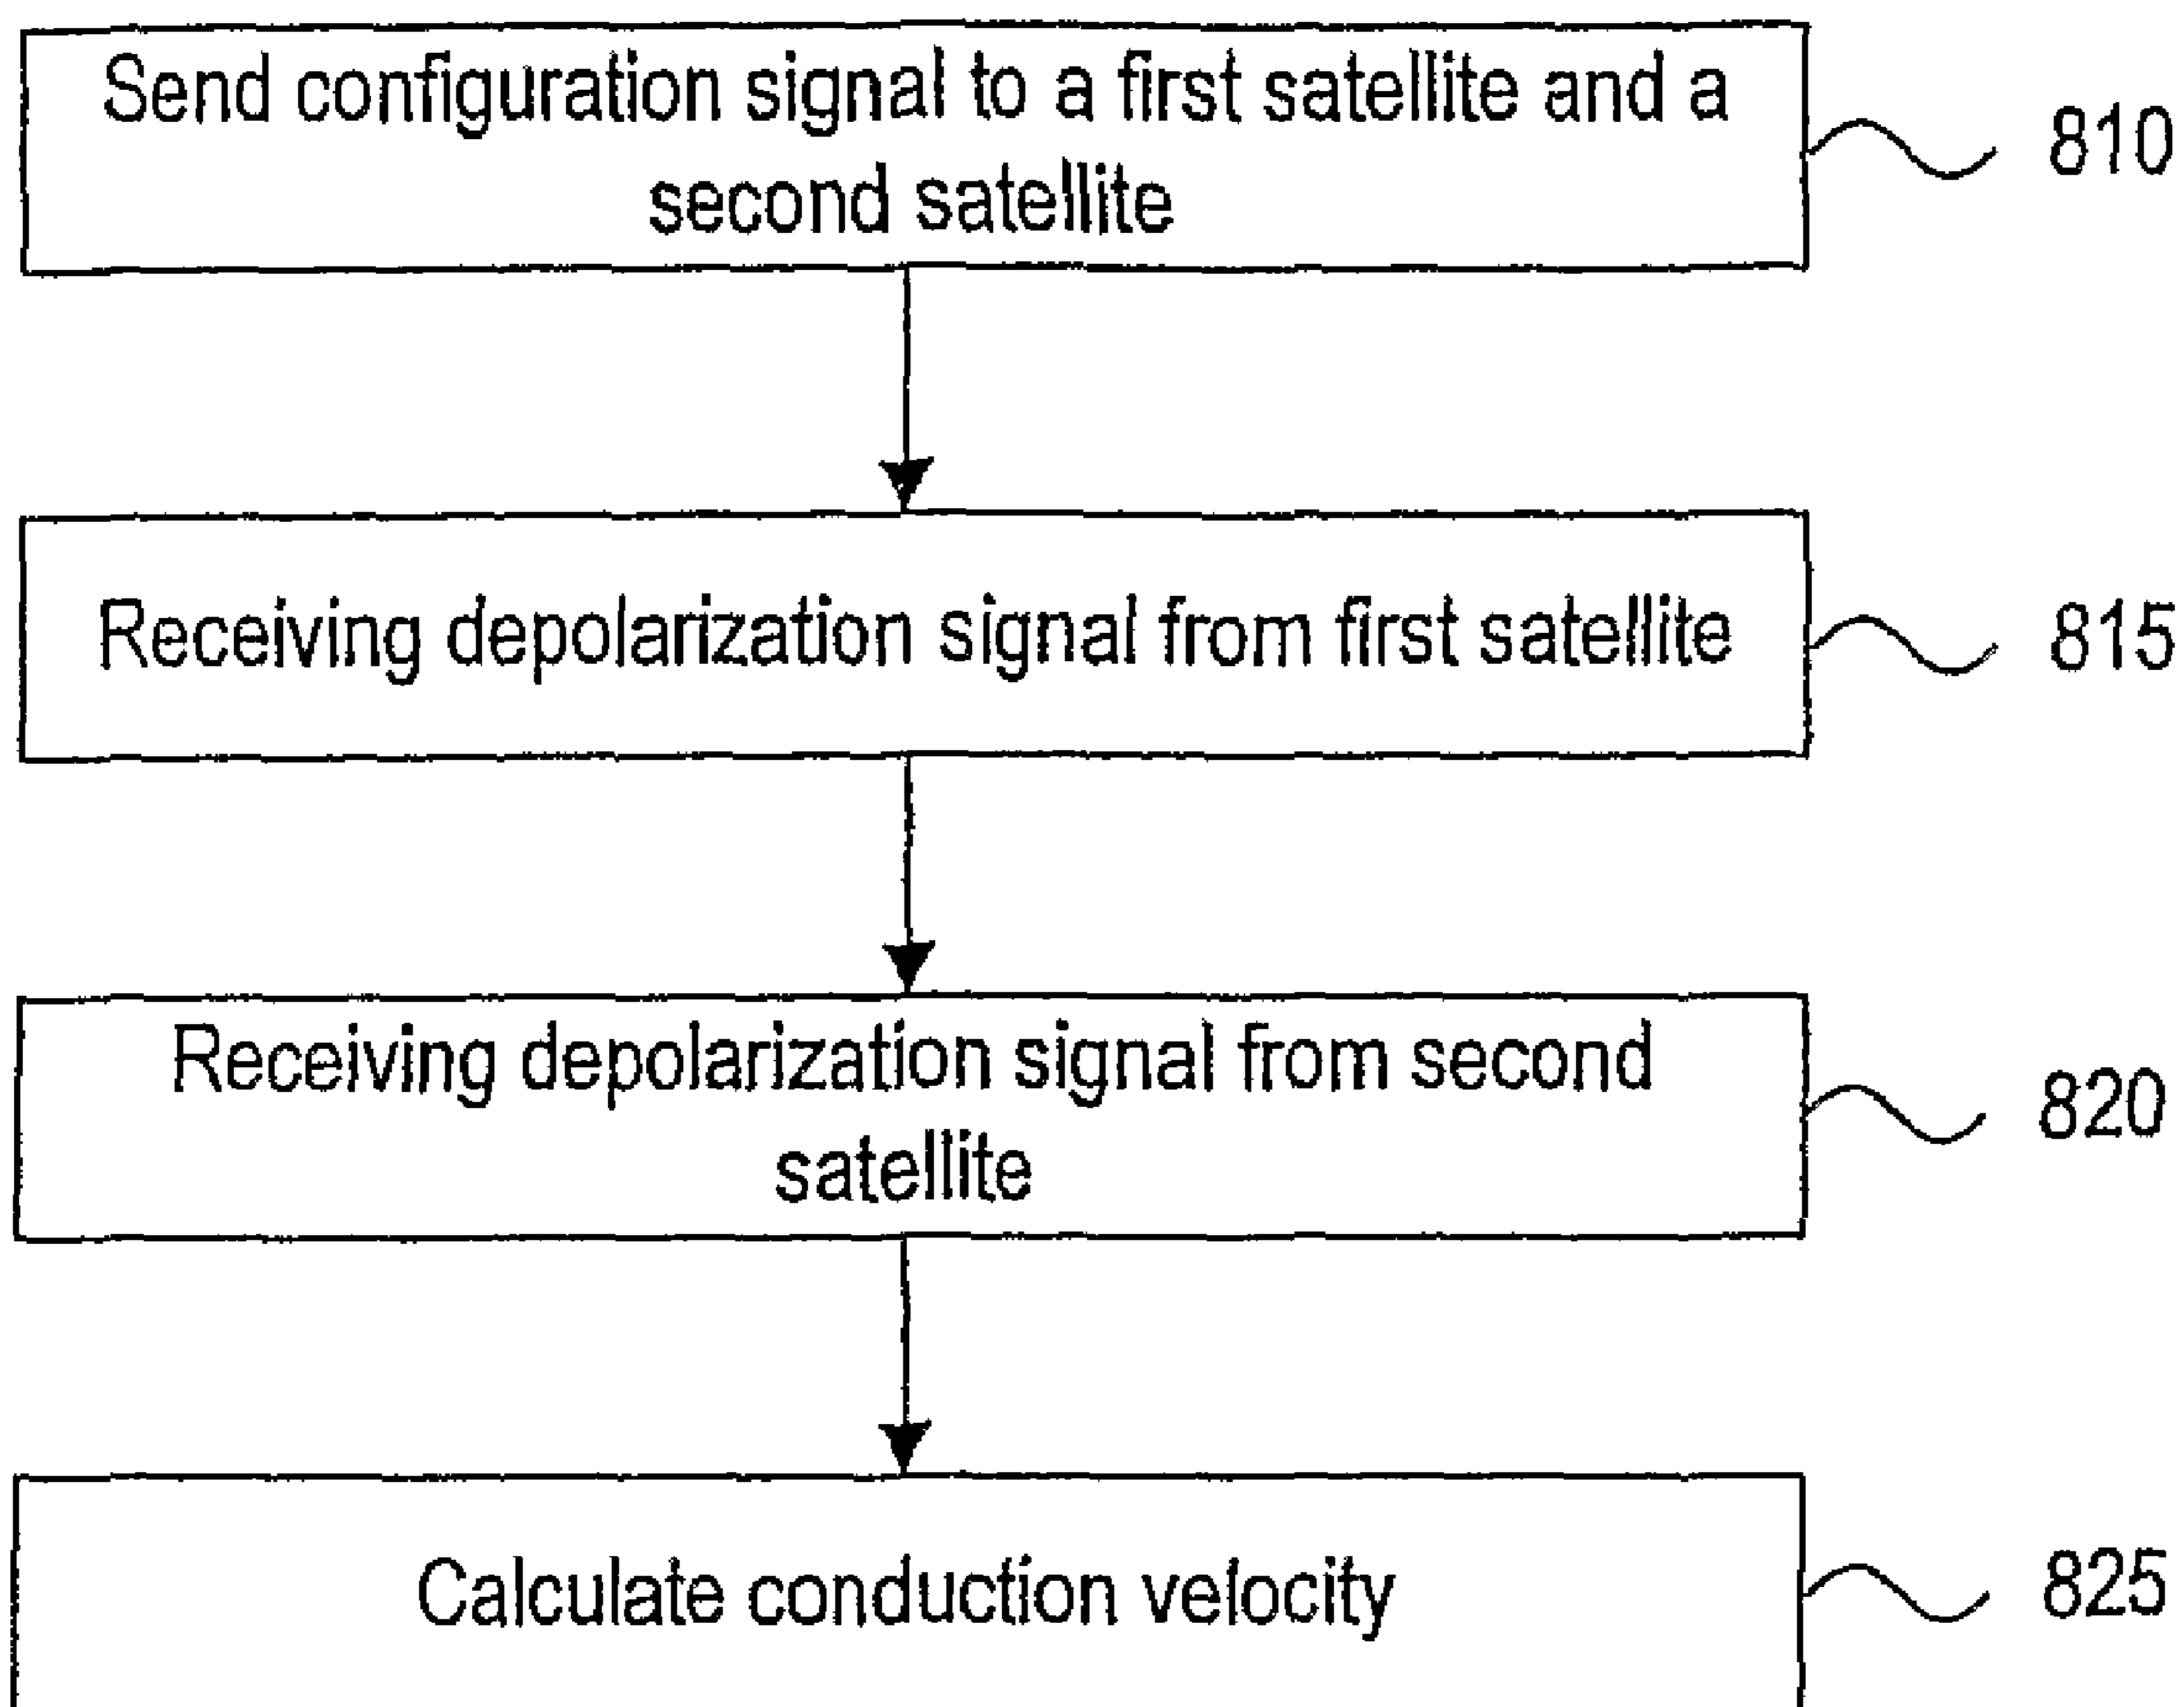 Send configuration signal to a first satellite and a
second satellite
810
Receiving depolarization signal from first satellite
815
Receiving depolarization signal from second
satellite
820
Calculate conduction velocity
825